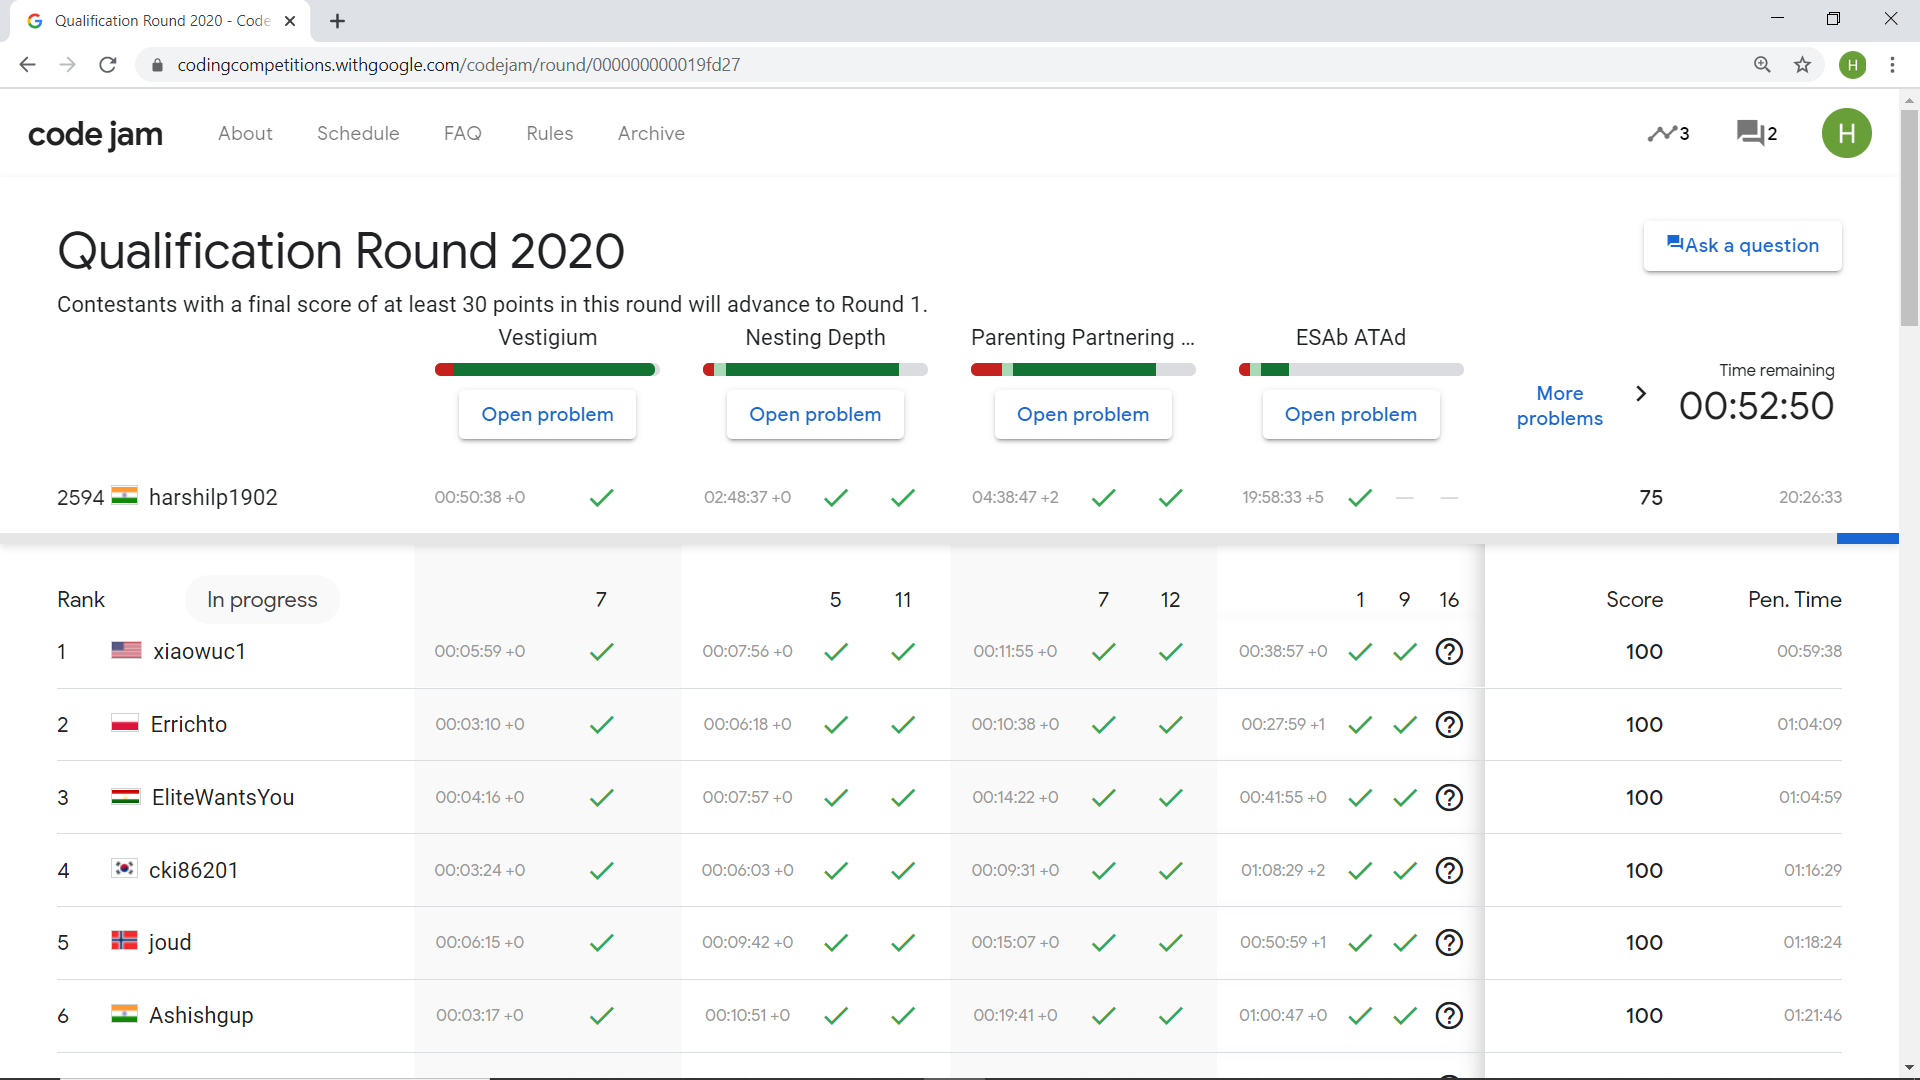 Qualification Round 2020 - Code
codingcompetitions.withgoogle.com/codejam/round/000000000019fd27
H
code jam About Schedule FAQ Rules Archive 3 2 H
Qualification Round 2020
Ask a question
Contestants with a final score of at least 30 points in this round will advance to Round 1.
Vestigium Nesting Depth Parenting Partnering ... ESAb ATAd
Time remaining
00:52:50
Open problem Open problem Open problem Open problem
More
problems
2594 harshilp1902 00:50:38 +0 02:48:37 +0 04:38:47 +2 19:58:33 +5 75 20:26:33
Rank In progress 7 5 11 7 12 1 9 16 Score Pen. Time
1 xiaowuc1 00:05:59 +0 00:07:56 +0 00:11:55 +0 00:38:57 +0 100 00:59:38
2 Errichto 00:03:10 +0 00:06:18 +0 00:10:38 +0 00:27:59 +1 100 01:04:09
3 EliteWantsYou 00:04:16 +0 00:07:57 +0 00:14:22 +0 00:41:55 +0 100 01:04:59
4 cki86201 00:03:24 +0 00:06:03 +0 00:09:31 +0 01:08:29 +2 100 01:16:29
5 joud 00:06:15 +0 00:09:42 +0 00:15:07 +0 00:50:59 +1 100 01:18:24
6 Ashishgup 00:03:17 +0 00:10:51 +0 00:19:41 +0 01:00:47 +0 100 01:21:46